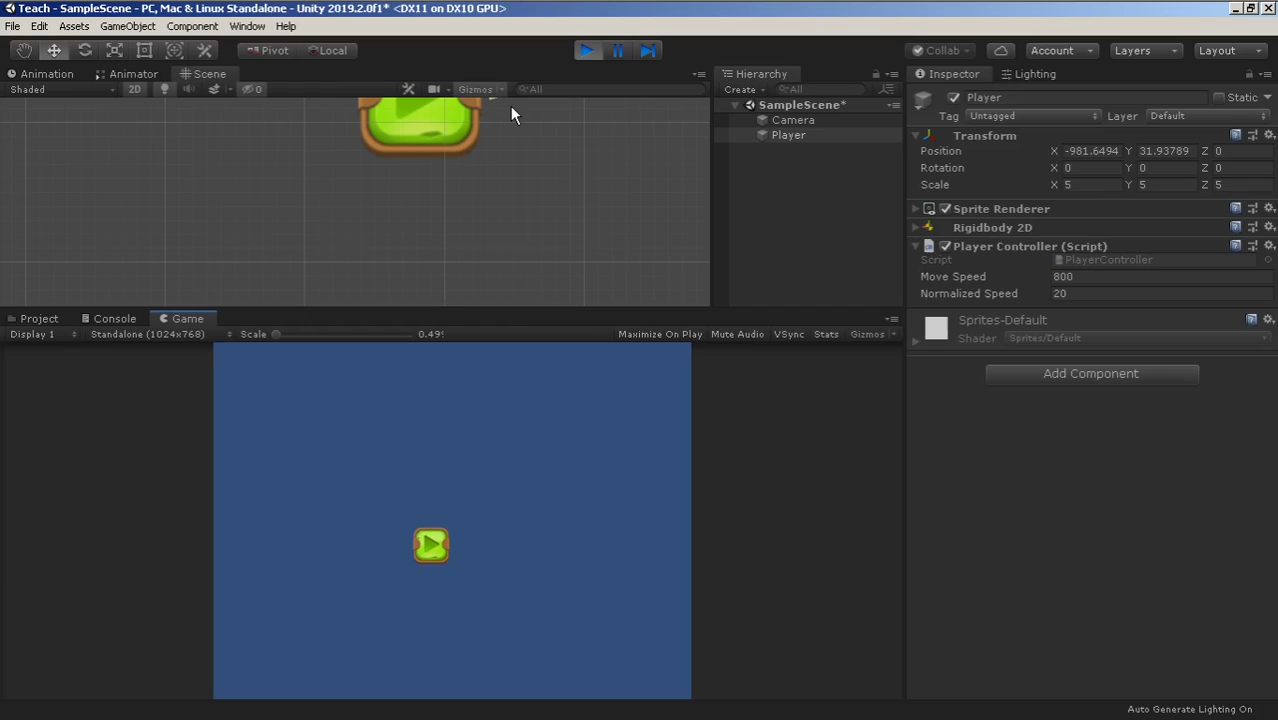 Teach - SampleScene - PC, Mac & Linux Standalone - Unity 2019.2.0f1* <DX11 on DX10 GPU>
File Edit Assets GameObject Component Window Help
Pivot Local Collab Account Layers Layout
Animation Animator Scene Hierarchy Inspector Lighting
Shaded 2D 0 Gizmos All Create All Player Static
SampleScene* Tag Untagged Layer Default
Camera
Player
Transform
Position X -981.6494 Y 31.93789 Z 0
Rotation X 0 Y 0 Z 0
Scale X 5 Y 5 Z 5
Sprite Renderer
Rigidbody 2D
Player Controller (Script)
Script PlayerController
Move Speed 800
Normalized Speed 20
Project Console Game
Sprites-Default
Display 1 Standalone (1024x768) Scale 0.49 Maximize On Play Mute Audio VSync Stats Gizmos
Shader Sprites/Default
Add Component
Auto Generate Lighting On